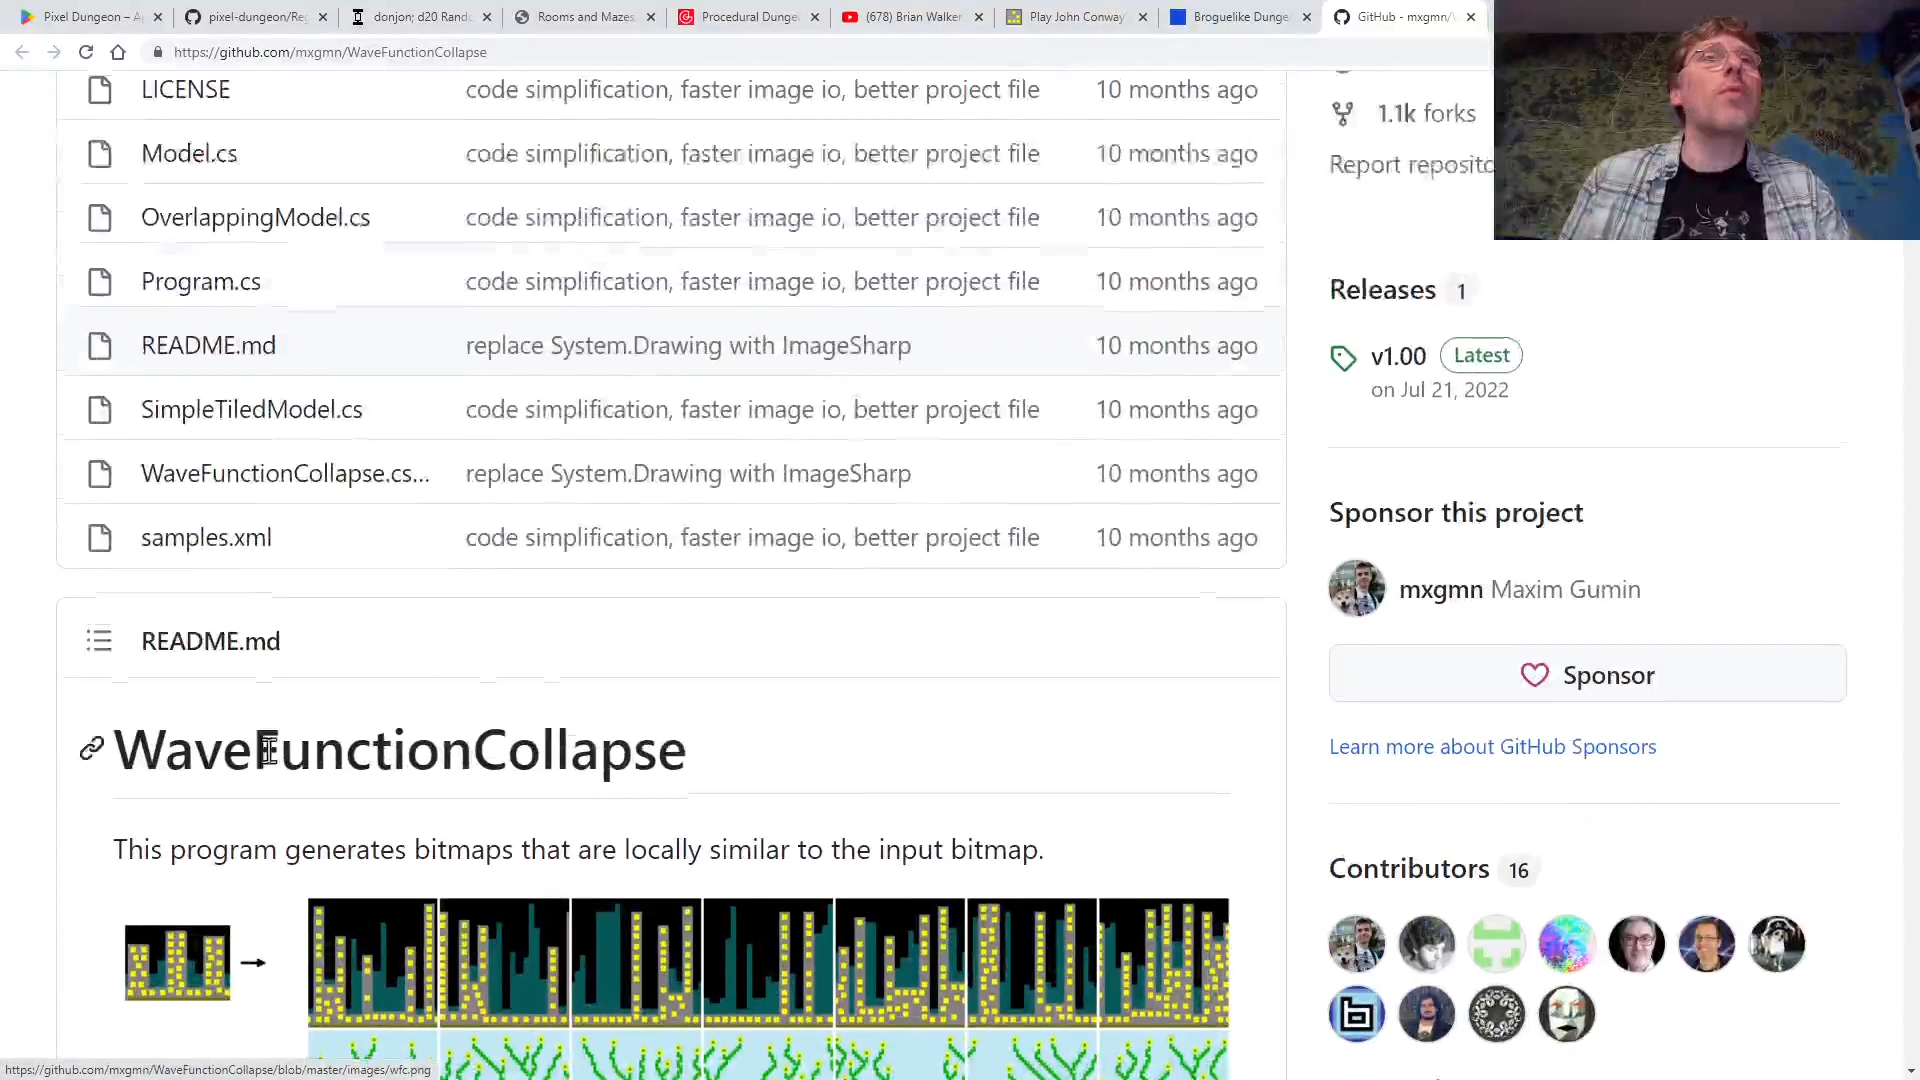 Pixel Dungeon – A
pixel-dungeon/Re
donjon; d20 Rand
Rooms and Mazes
Procedural Dunge
(678) Brian Walker
Play John Conway
Broguelike Dunge
GitHub - mxgmn/
https://github.com/mxgmn/WaveFunctionCollapse
LICENSE code simplification, faster image io, better project file 10 months ago
Model.cs code simplification, faster image io, better project file 10 months ago
OverlappingModel.cs code simplification, faster image io, better project file 10 months ago
Program.cs code simplification, faster image io, better project file 10 months ago
README.md replace System.Drawing with ImageSharp 10 months ago
SimpleTiledModel.cs code simplification, faster image io, better project file 10 months ago
WaveFunctionCollapse.cs... replace System.Drawing with ImageSharp 10 months ago
samples.xml code simplification, faster image io, better project file 10 months ago
README.md
WaveFunctionCollapse
This program generates bitmaps that are locally similar to the input bitmap.
1.1k forks
Report reposito
Releases 1
v1.00 Latest
on Jul 21, 2022
Sponsor this project
mxgmn Maxim Gumin
Sponsor
Learn more about GitHub Sponsors
Contributors 16
https://github.com/mxgmn/WaveFunctionCollapse/blob/master/images/wfc.png